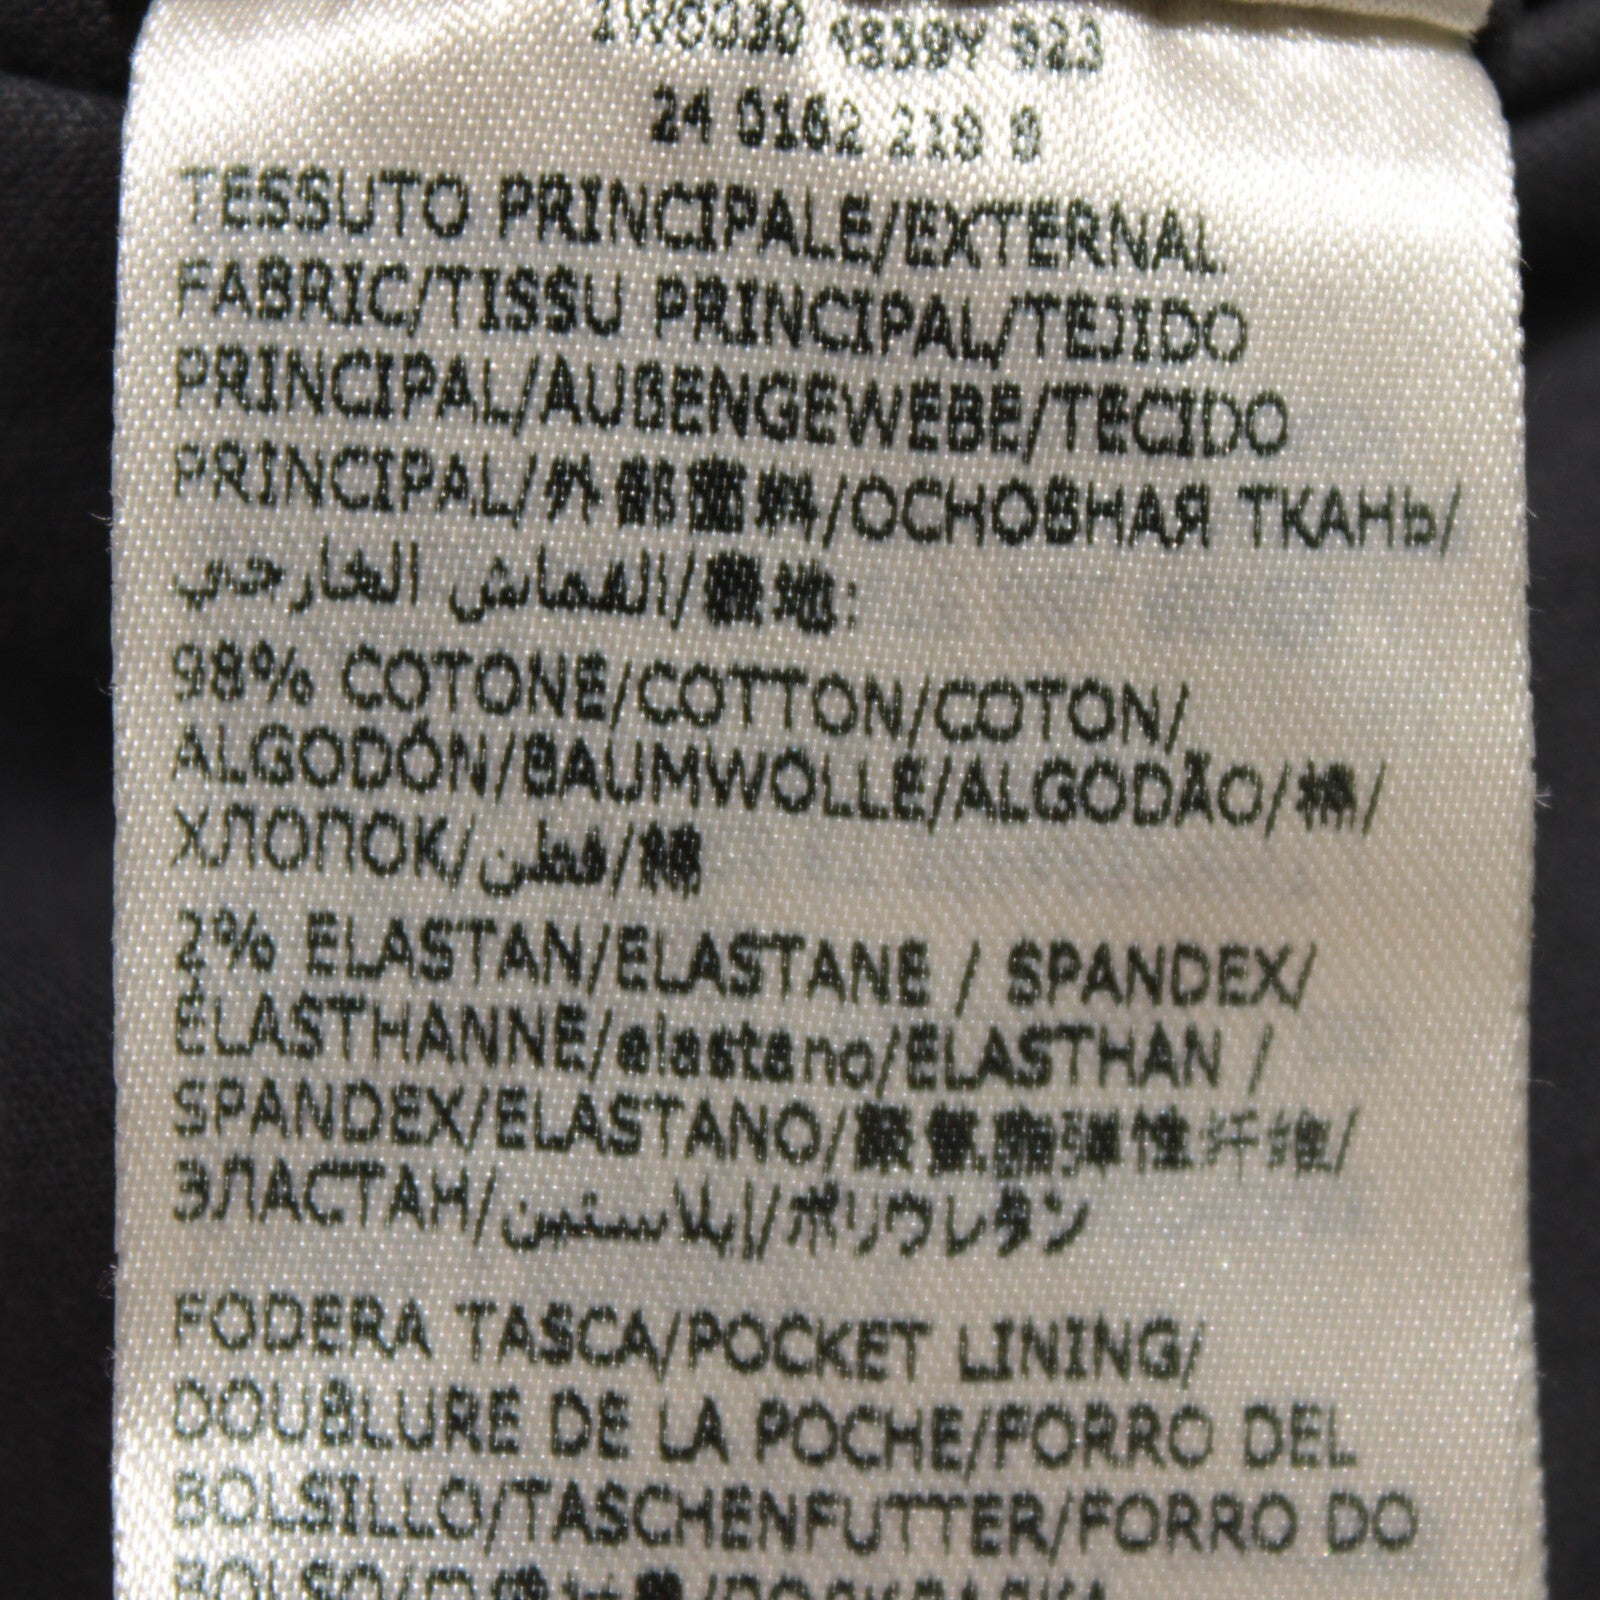 24 0162 219 8
TESSUTO PRINCIPALE/EXTERNAL
FABRIC/TISSU PRINCIPAL/TEJIDO
PRINCIPAL/AUßENGEWEBE/TECIDO
PRINCIPAL/外部面料/ОСНОВНАЯ ТКАНЬ/
القماش الخارجي/表地:
98% COTONE/COTTON/COTON/
ALGODÓN/BAUMWOLLE/ALGODÃO/棉/
ХЛОПОК/قطن/綿
2% ELASTAN/ELASTANE / SPANDEX/
ÉLASTHANNE/elastano/ELASTHAN /
SPANDEX/ELASTANO/聚氨酯弹性纤维/
ЭЛАСТАН/إيلاستين/ポリウレタン
FODERA TASCA/POCKET LINING/
DOUBLURE DE LA POCHE/FORRO DEL
BOLSILLO/TASCHENFUTTER/FORRO DO